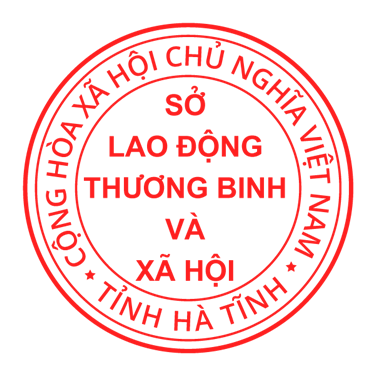 CỘNG HÒA XÃ HỘI CHỦ NGHĨA VIỆT NAM
SỞ
LAO ĐỘNG
THƯƠNG BINH
VÀ
XÃ HỘI
TỈNH HÀ TĨNH